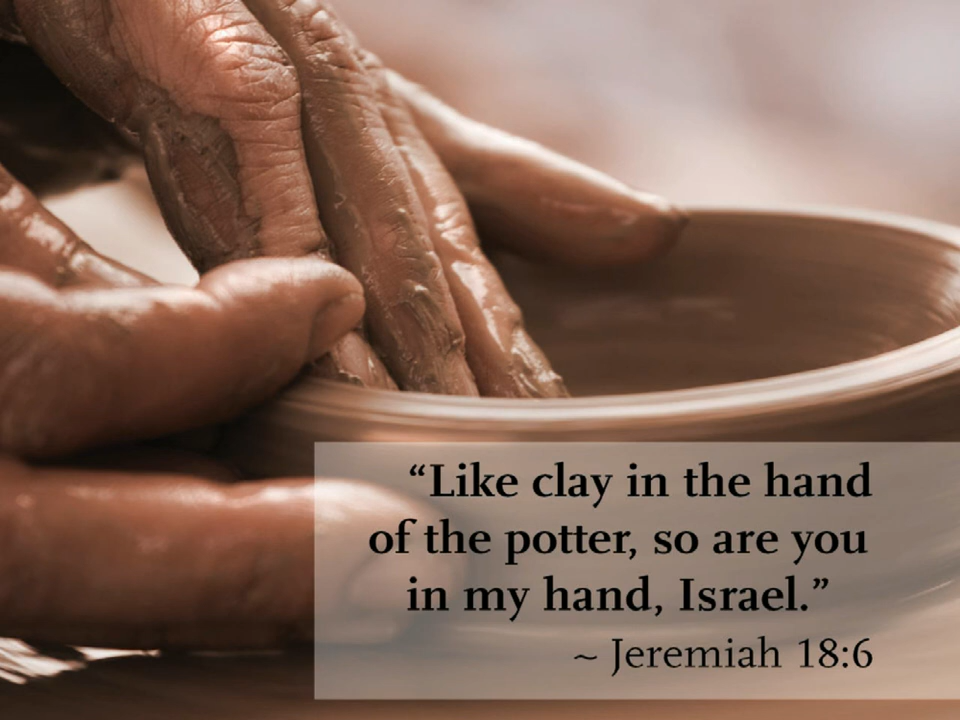 “Like clay in the hand
of the potter, so are you
in my hand, Israel.”
~ Jeremiah 18:6